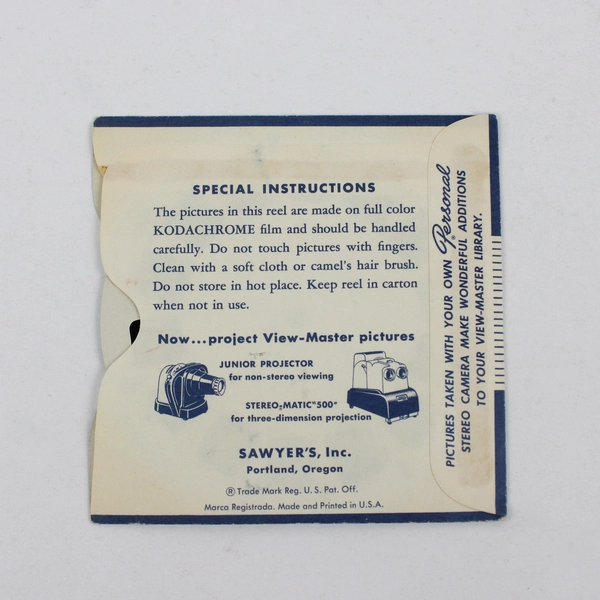 SPECIAL INSTRUCTIONS
The pictures in this reel are made on full color
KODACHROME film and should be handled
carefully. Do not touch pictures with fingers.
Clean with a soft cloth or camel's hair brush.
Do not store in hot place. Keep reel in carton
when not in use.
Now...project View-Master pictures
JUNIOR PROJECTOR
for non-stereo viewing
STEREO-MATIC"500"
for three-dimension projection
SAWYER'S, Inc.
Portland, Oregon
® Trade Mark Reg. U. S. Pat. Off.
Marca Registrada. Made and Printed in U.S.A.
PICTURES TAKEN WITH YOUR OWN Personal
STEREO CAMERA MAKE WONDERFUL ADDITIONS
TO YOUR VIEW-MASTER LIBRARY.